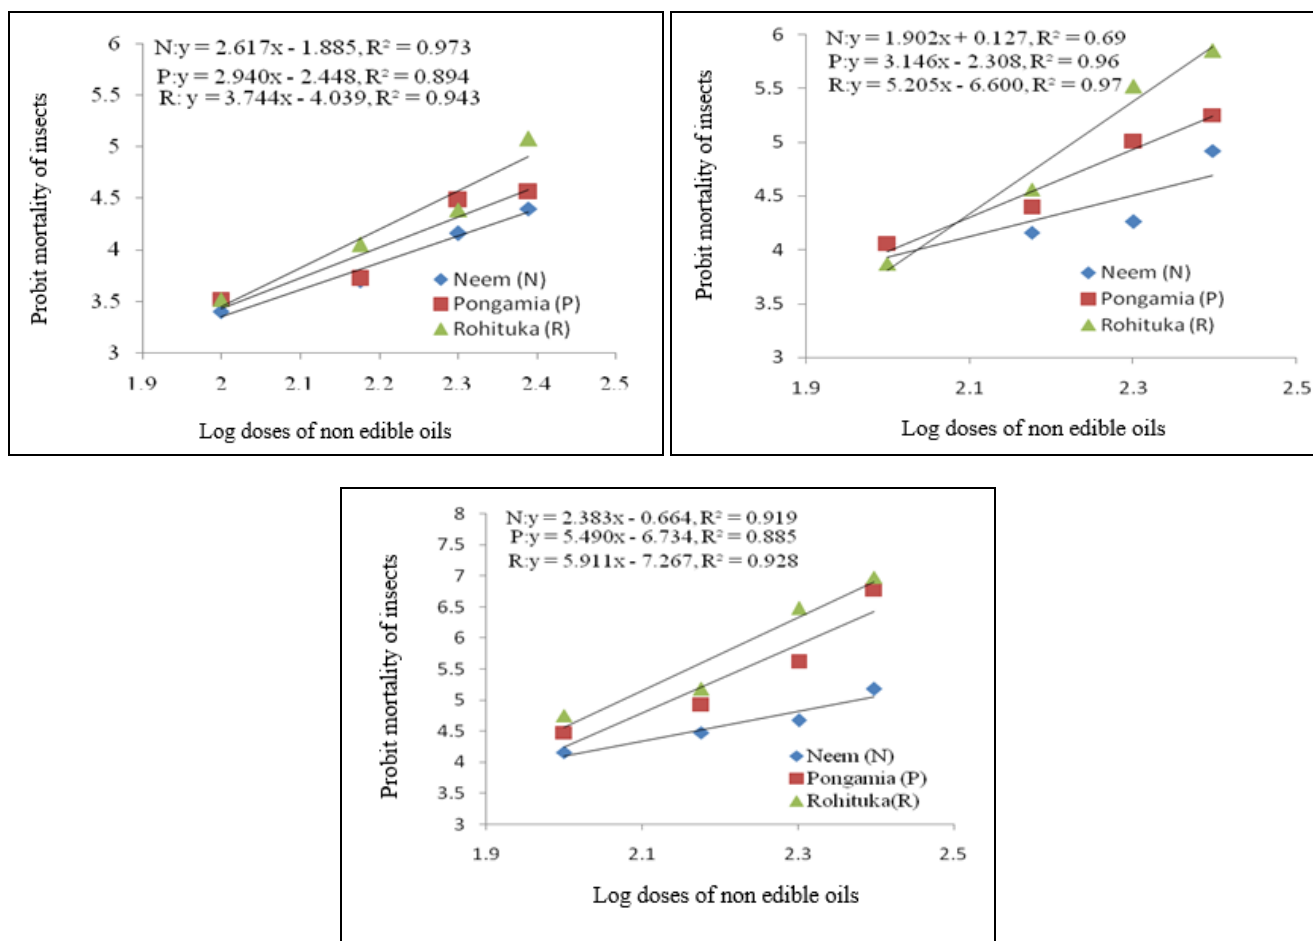 N:y = 2.617x - 1.885, R² = 0.973
P:y = 2.940x - 2.448, R² = 0.894
R: y = 3.744x - 4.039, R² = 0.943
Probit mortality of insects
6
5.5
5
4.5
4
3.5
3
Neem (N)
Pongamia (P)
Rohituka (R)
1.9 2 2.1 2.2 2.3 2.4 2.5
Log doses of non edible oils
N:y = 1.902x + 0.127, R² = 0.69
P:y = 3.146x - 2.308, R² = 0.96
R:y = 5.205x - 6.600, R² = 0.97
Probit mortality of insects
6
5.5
5
4.5
4
3.5
3
Neem (N)
Pongamia (P)
Rohituka (R)
1.9 2.1 2.3 2.5
Log doses of non edible oils
N:y = 2.383x - 0.664, R² = 0.919
P:y = 5.490x - 6.734, R² = 0.885
R:y = 5.911x - 7.267, R² = 0.928
Probit mortality of insects
8
7.5
7
6.5
6
5.5
5
4.5
4
3.5
3
Neem (N)
Pongamia (P)
Rohituka(R)
1.9 2.1 2.3 2.5
Log doses of non edible oils